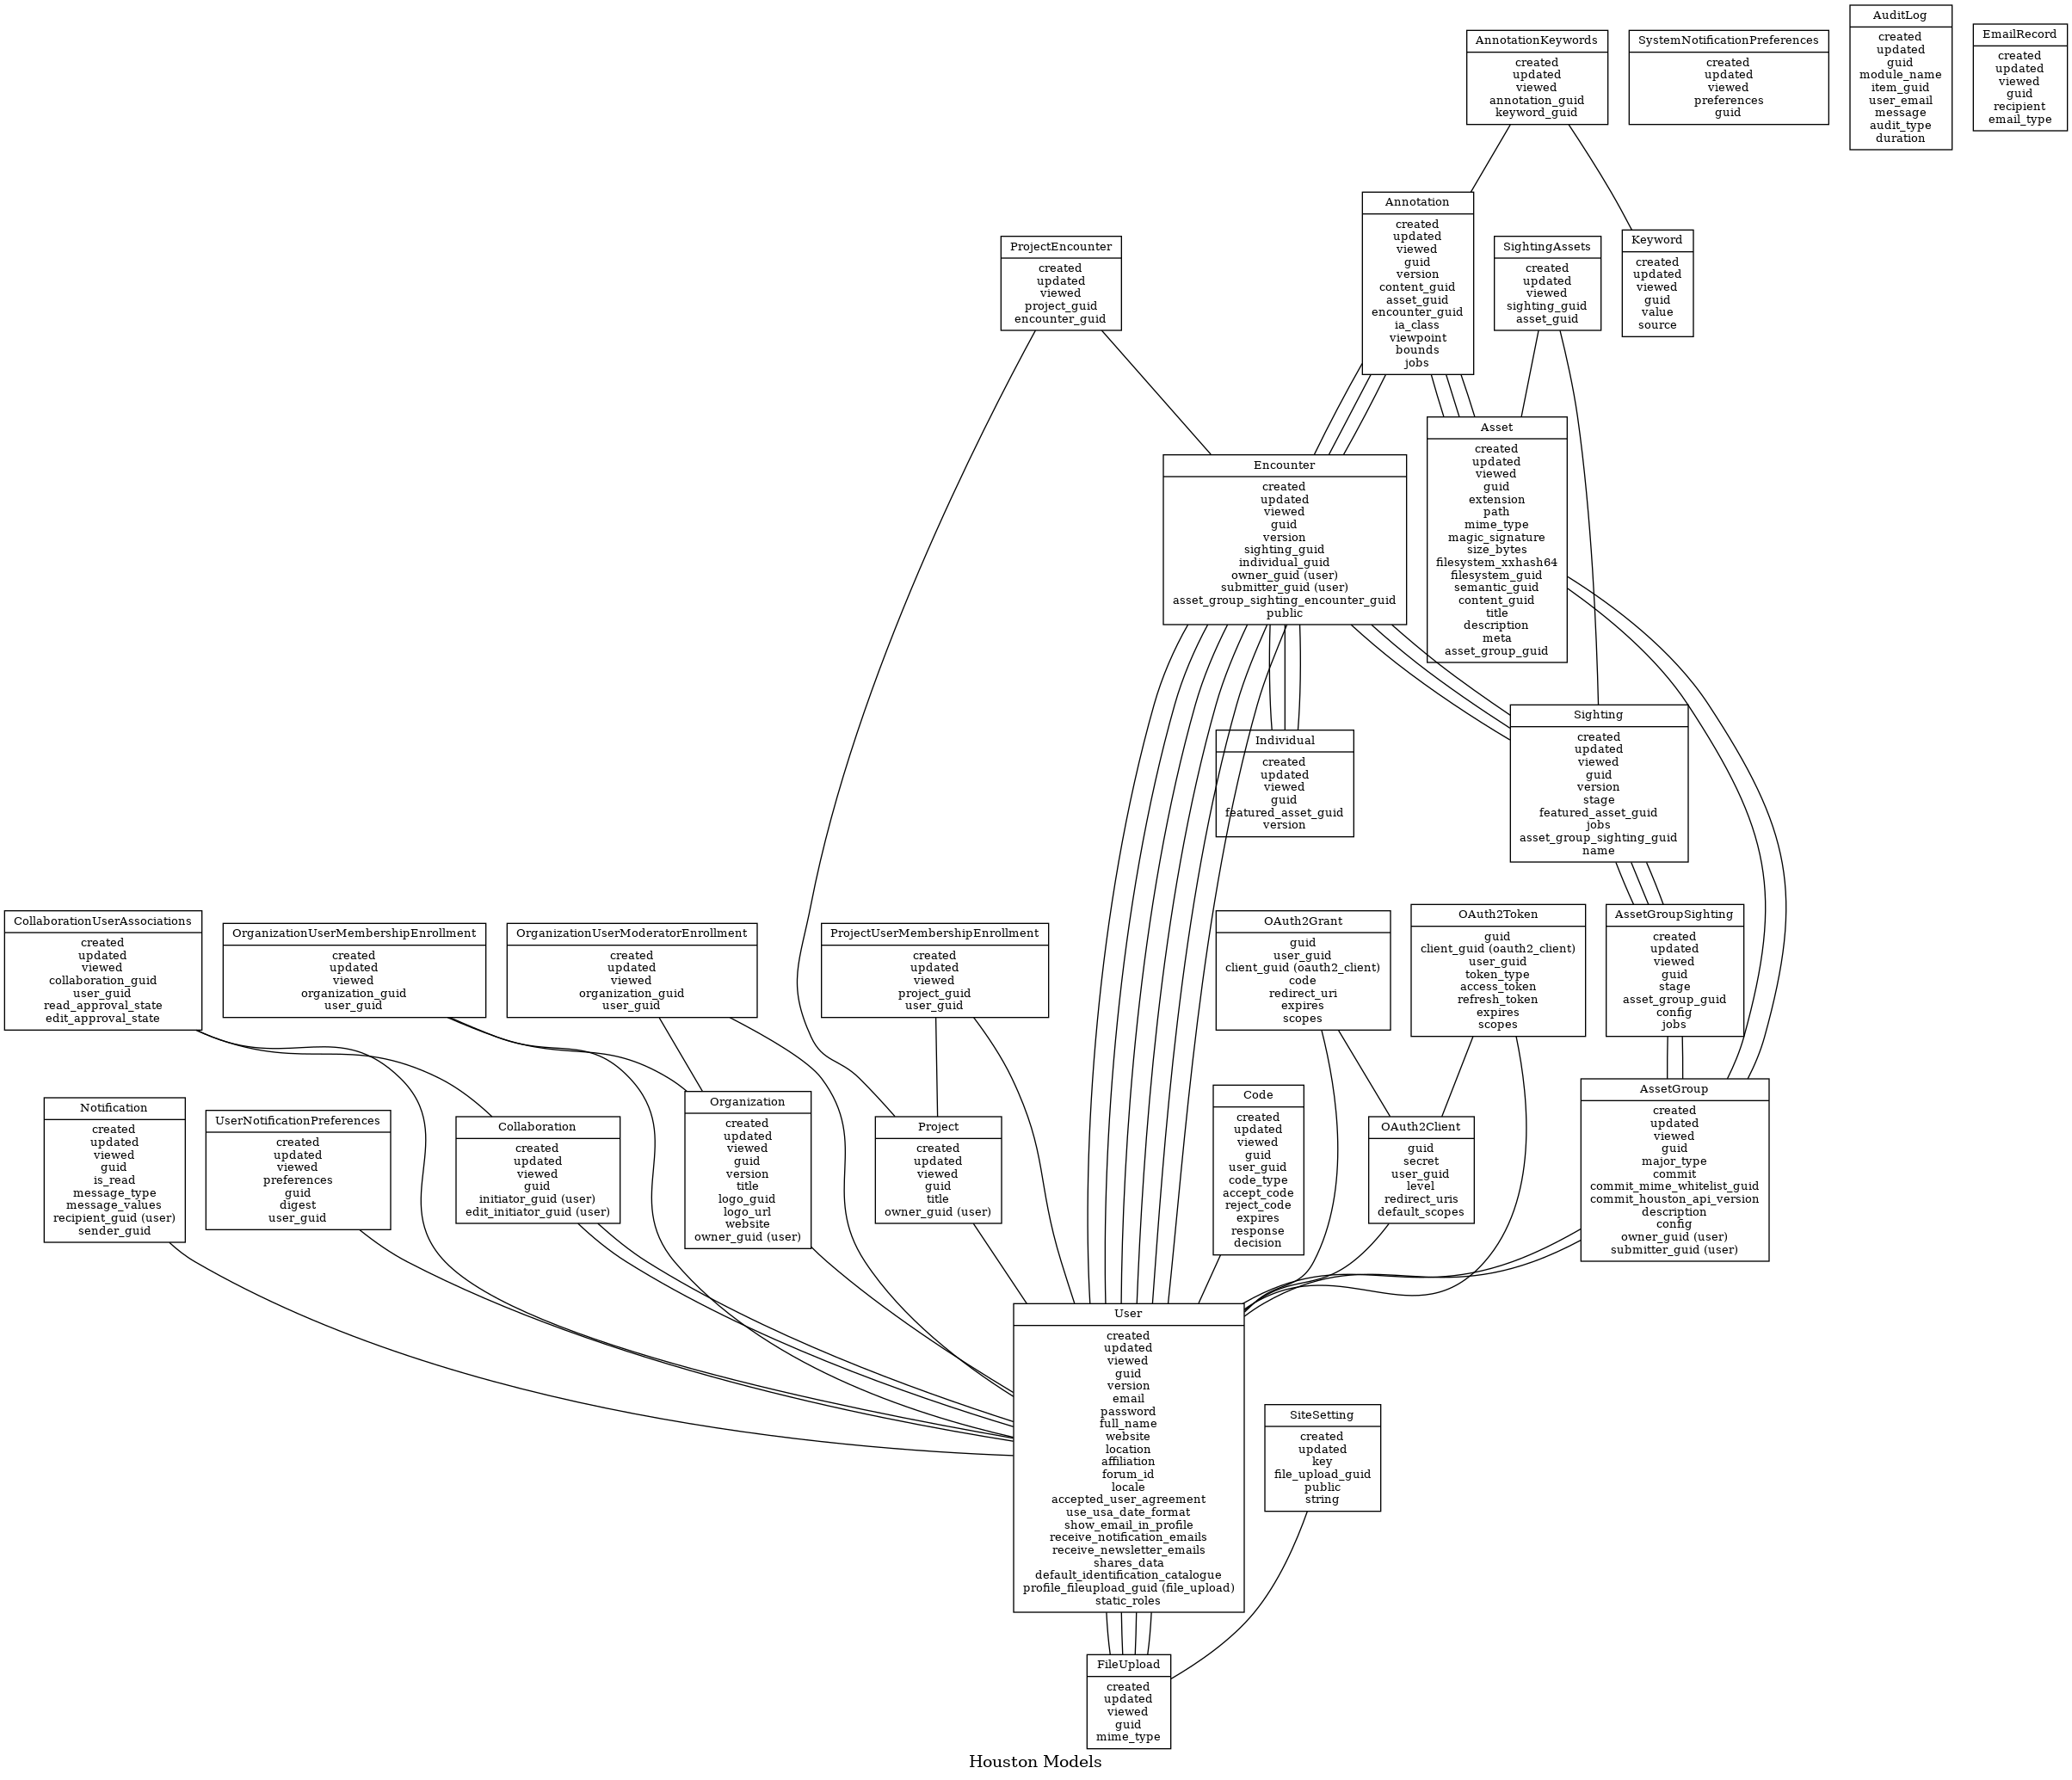 AnnotationKeywords
created
updated
viewed
annotation_guid
keyword_guid
SystemNotificationPreferences
created
updated
viewed
preferences
guid
AuditLog
created
updated
guid
module_name
item_guid
user_email
message
audit_type
duration
EmailRecord
created
updated
viewed
guid
recipient
email_type
ProjectEncounter
created
updated
viewed
project_guid
encounter_guid
Annotation
created
updated
viewed
guid
version
content_guid
asset_guid
encounter_guid
ia_class
viewpoint
bounds
jobs
SightingAssets
created
updated
viewed
sighting_guid
asset_guid
Keyword
created
updated
viewed
guid
value
source
Encounter
created
updated
viewed
guid
version
sighting_guid
individual_guid
owner_guid (user)
submitter_guid (user)
asset_group_sighting_encounter_guid
public
Asset
created
updated
viewed
guid
extension
path
mime_type
magic_signature
size_bytes
filesystem_xxhash64
filesystem_guid
semantic_guid
content_guid
title
description
meta
asset_group_guid
Individual
created
updated
viewed
guid
featured_asset_guid
version
Sighting
created
updated
viewed
guid
version
stage
featured_asset_guid
jobs
asset_group_sighting_guid
name
CollaborationUserAssociations
created
updated
viewed
collaboration_guid
user_guid
read_approval_state
edit_approval_state
OrganizationUserMembershipEnrollment
created
updated
viewed
organization_guid
user_guid
OrganizationUserModeratorEnrollment
created
updated
viewed
organization_guid
user_guid
ProjectUserMembershipEnrollment
created
updated
viewed
project_guid
user_guid
OAuth2Grant
guid
user_guid
client_guid (oauth2_client)
code
redirect_uri
expires
scopes
OAuth2Token
guid
client_guid (oauth2_client)
user_guid
token_type
access_token
refresh_token
expires
scopes
AssetGroupSighting
created
updated
viewed
guid
stage
asset_group_guid
config
jobs
Notification
created
updated
viewed
guid
is_read
message_type
message_values
recipient_guid (user)
sender_guid
UserNotificationPreferences
created
updated
viewed
preferences
guid
digest
user_guid
Collaboration
created
updated
viewed
guid
initiator_guid (user)
edit_initiator_guid (user)
Organization
created
updated
viewed
guid
version
title
logo_guid
logo_url
website
owner_guid (user)
Project
created
updated
viewed
guid
title
owner_guid (user)
Code
created
updated
viewed
guid
user_guid
code_type
accept_code
reject_code
expires
response
decision
OAuth2Client
guid
secret
user_guid
level
redirect_uris
default_scopes
AssetGroup
created
updated
viewed
guid
major_type
commit
commit_mime_whitelist_guid
commit_houston_api_version
description
config
owner_guid (user)
submitter_guid (user)
User
created
updated
viewed
guid
version
email
password
full_name
website
location
affiliation
forum_id
locale
accepted_user_agreement
use_usa_date_format
show_email_in_profile
receive_notification_emails
receive_newsletter_emails
shares_data
default_identification_catalogue
profile_fileupload_guid (file_upload)
static_roles
SiteSetting
created
updated
key
file_upload_guid
public
string
FileUpload
created
updated
viewed
guid
mime_type
Houston Models